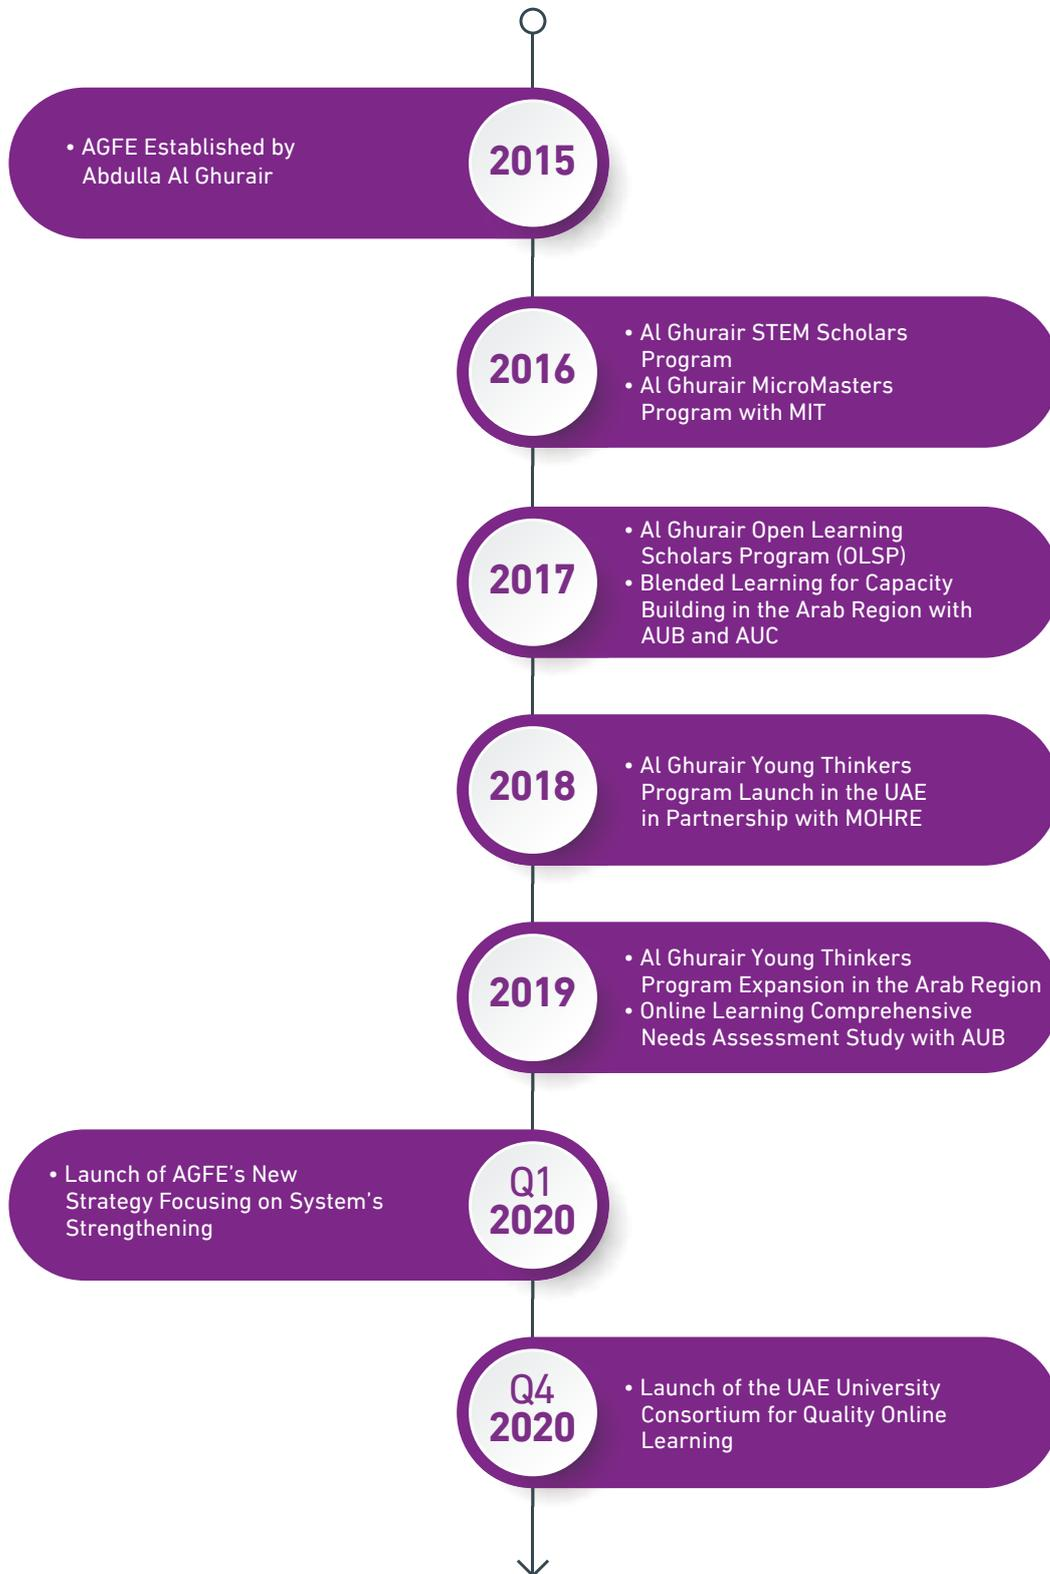 • AGFE Established by
Abdulla Al Ghurair
2015
2016
• Al Ghurair STEM Scholars
Program
• Al Ghurair MicroMasters
Program with MIT
2017
• Al Ghurair Open Learning
Scholars Program (OLSP)
• Blended Learning for Capacity
Building in the Arab Region with
AUB and AUC
2018
• Al Ghurair Young Thinkers
Program Launch in the UAE
in Partnership with MOHRE
2019
• Al Ghurair Young Thinkers
Program Expansion in the Arab Region
• Online Learning Comprehensive
Needs Assessment Study with AUB
• Launch of AGFE’s New
Strategy Focusing on System’s
Strengthening
Q1
2020
Q4
2020
• Launch of the UAE University
Consortium for Quality Online
Learning